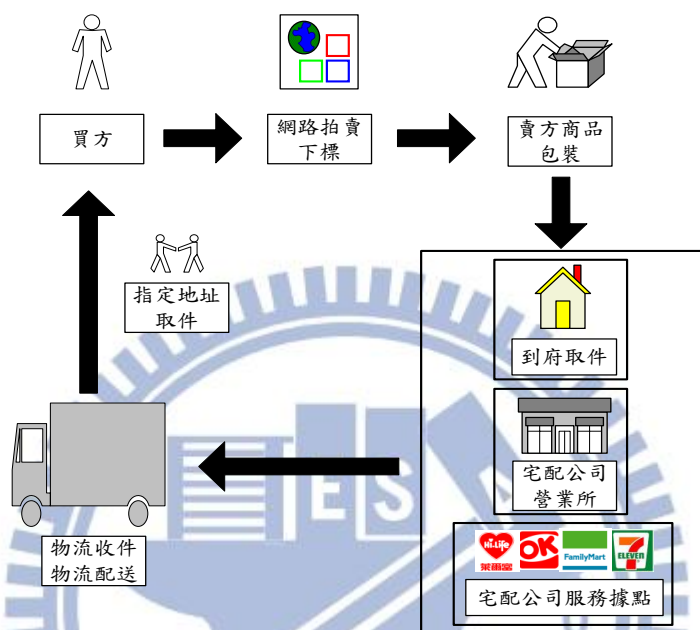 買方
網路拍賣
下標
賣方商品
包裝
指定地址
取件
到府取件
宅配公司
營業所
物流收件
物流配送
Hi-Life
萊爾富
OK
FamilyMart
7
ELEVEN
宅配公司服務據點
ES